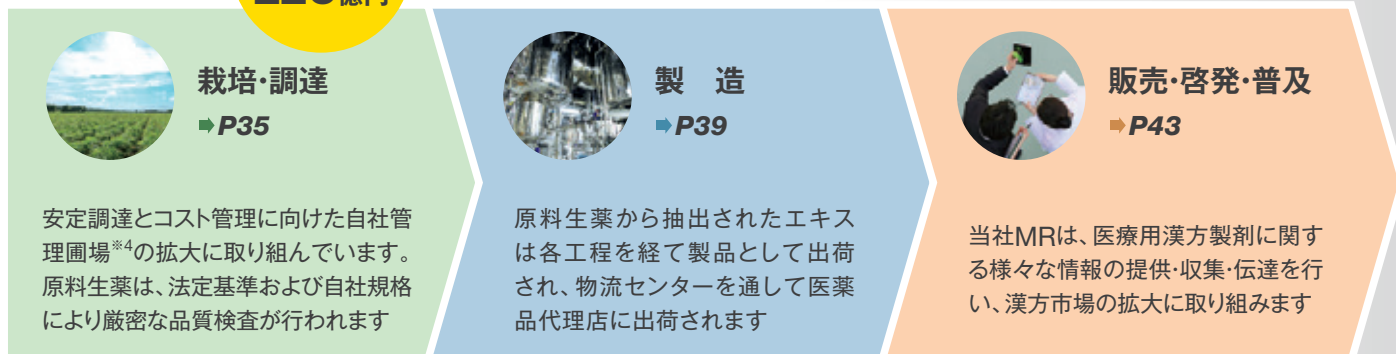 億円
栽培・調達
➡P35
安定調達とコスト管理に向けた自社管
理圃場※4の拡大に取り組んでいます。
原料生薬は、法定基準および自社規格
により厳密な品質検査が行われます
製 造
➡P39
原料生薬から抽出されたエキス
は各工程を経て製品として出荷
され、物流センターを通して医薬
品代理店に出荷されます
販売・啓発・普及
➡P43
当社MRは、医療用漢方製剤に関す
る様々な情報の提供・収集・伝達を行
い、漢方市場の拡大に取り組みます